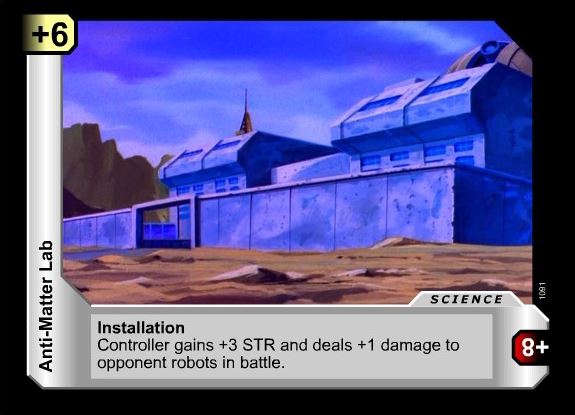 +6
Anti-Matter Lab
SCIENCE
1091
Installation
Controller gains +3 STR and deals +1 damage to
opponent robots in battle.
8+